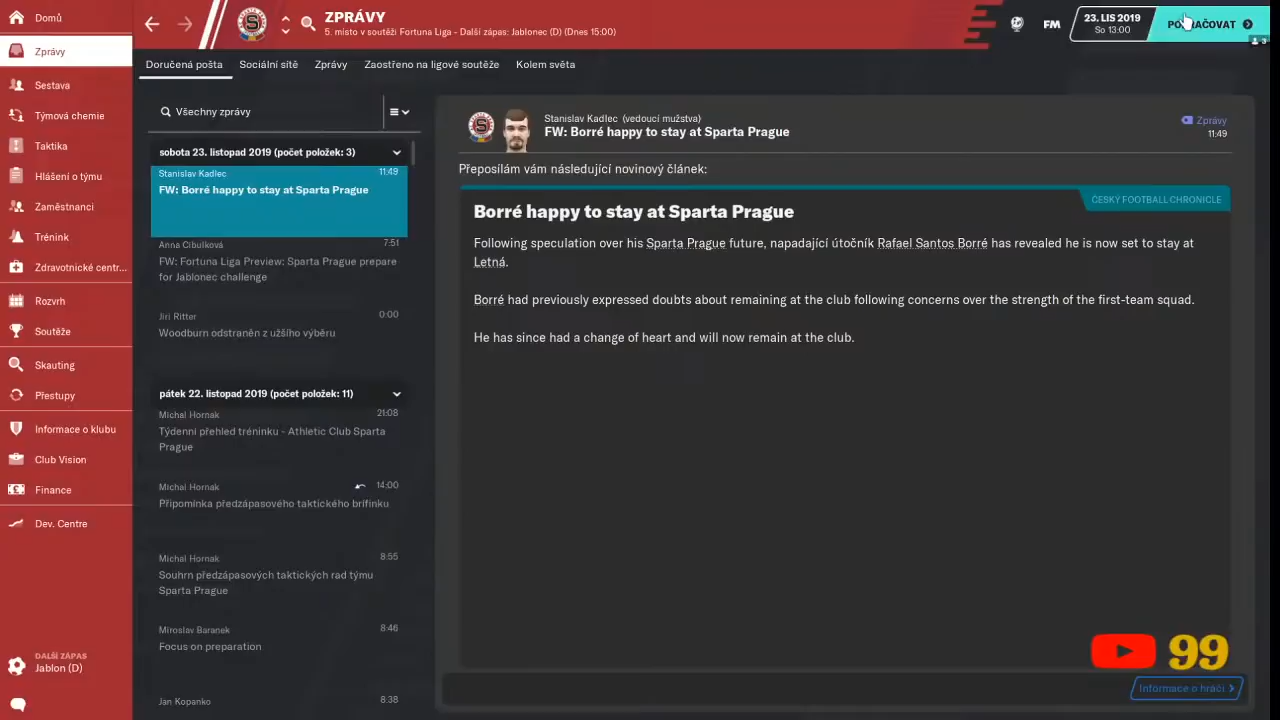 Domů
Zprávy
Sestava
Týmová chemie
Taktika
Hlášení o týmu
Zaměstnanci
Trénink
Zdravotnické centr...
Rozvrh
Soutěže
Skauting
Přestupy
Informace o klubu
Club Vision
Finance
Dev. Centre
DALŠÍ ZÁPAS
Jablon (D)
ZPRÁVY
5. místo v soutěži Fortuna Liga - Další zápas: Jablonec (D) (Dnes 15:00)
FM
23. LIS 2019
So 13:00
POKRAČOVAT
3
Doručená pošta
Sociální sítě
Zprávy
Zaostřeno na ligové soutěže
Kolem světa
Všechny zprávy
sobota 23. listopad 2019 (počet položek: 3)
Stanislav Kadlec 11:49
FW: Borré happy to stay at Sparta Prague
Anna Cibulková 7:51
FW: Fortuna Liga Preview: Sparta Prague prepare
for Jablonec challenge
Jiri Ritter 0:00
Woodburn odstraněn z užšího výběru
pátek 22. listopad 2019 (počet položek: 11)
Michal Hornak 21:08
Týdenní přehled tréninku - Athletic Club Sparta
Prague
Michal Hornak 14:00
Připomínka předzápasového taktického brífinku
Michal Hornak 8:55
Souhrn předzápasových taktických rad týmu
Sparta Prague
Miroslav Baranek 8:46
Focus on preparation
Jan Kopanko 8:38
Stanislav Kadlec (vedoucí mužstva)
FW: Borré happy to stay at Sparta Prague
Zprávy
11:49
Přeposílám vám následující novinový článek:
ČESKÝ FOOTBALL CHRONICLE
Borré happy to stay at Sparta Prague
Following speculation over his Sparta Prague future, napadající útočník Rafael Santos Borré has revealed he is now set to stay at
Letná.
Borré had previously expressed doubts about remaining at the club following concerns over the strength of the first-team squad.
He has since had a change of heart and will now remain at the club.
99
Informace o hráči